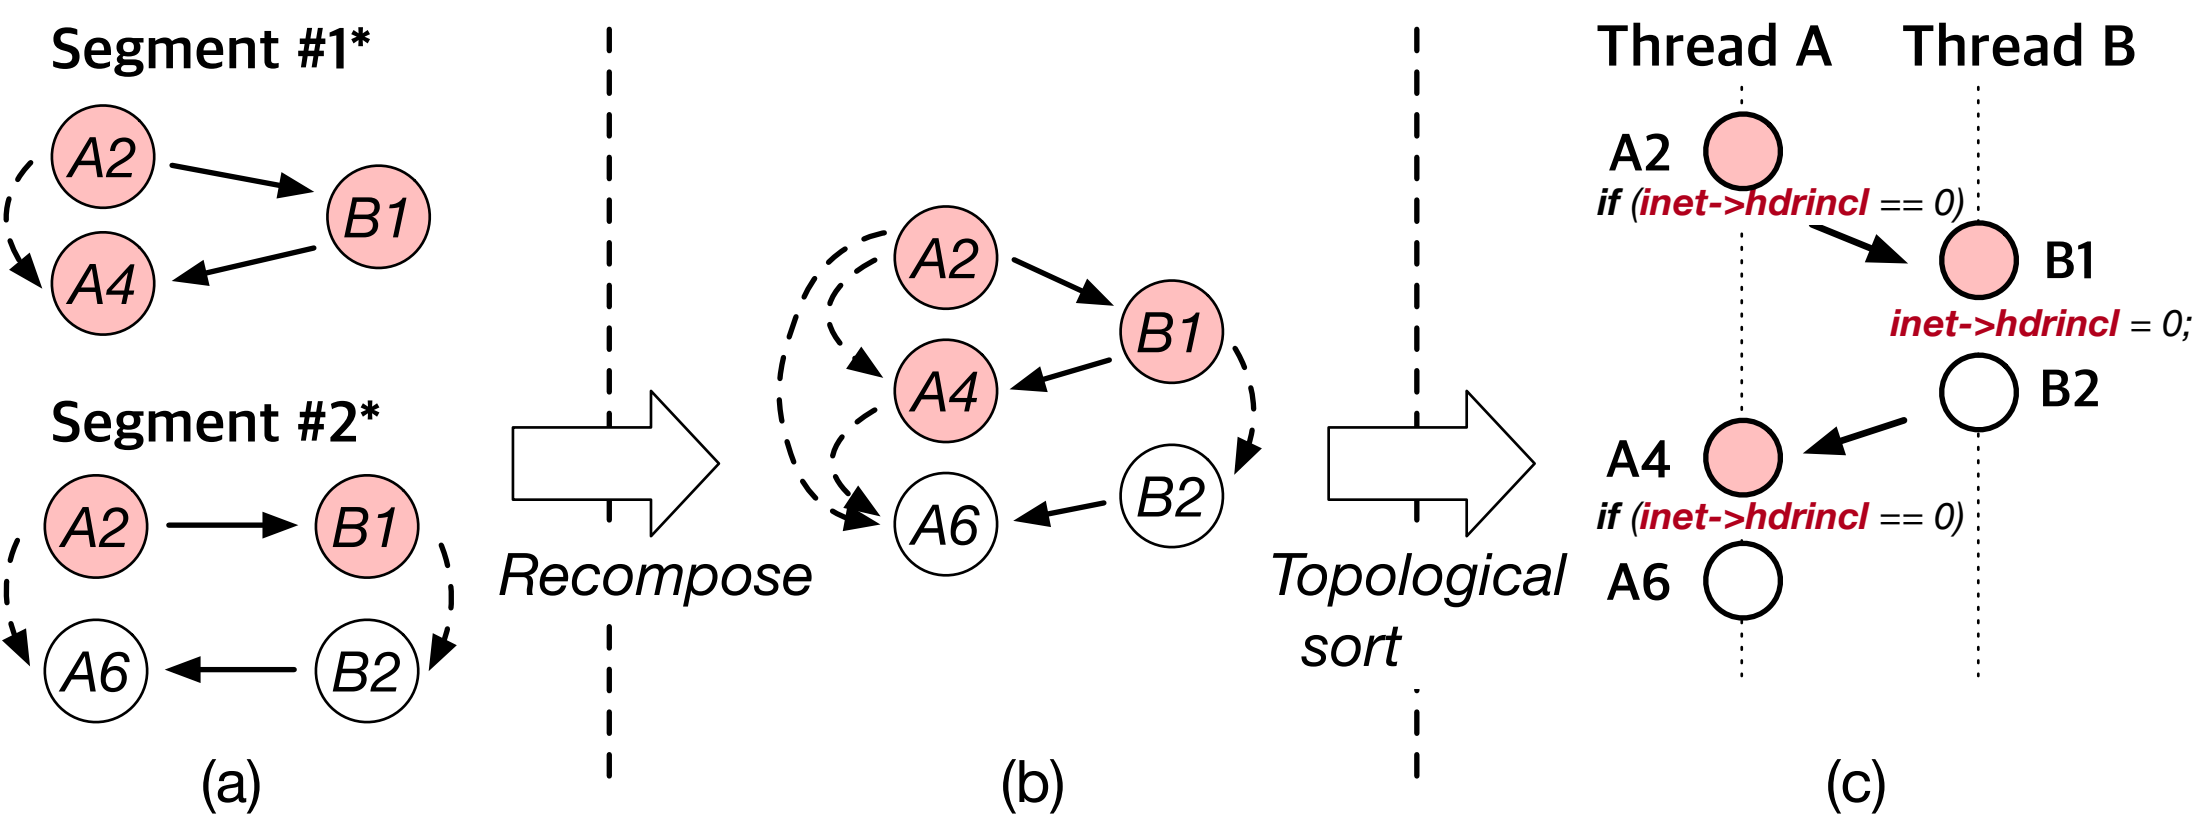 Segment #1*
A2
B1
A4
Segment #2*
A2
B1
A6
B2
(a)
Recompose
A2
B1
A4
B2
A6
(b)
Topological
sort
Thread A
Thread B
A2
if (inet->hdrincl == 0)
B1
inet->hdrincl = 0;
B2
A4
if (inet->hdrincl == 0)
A6
(c)